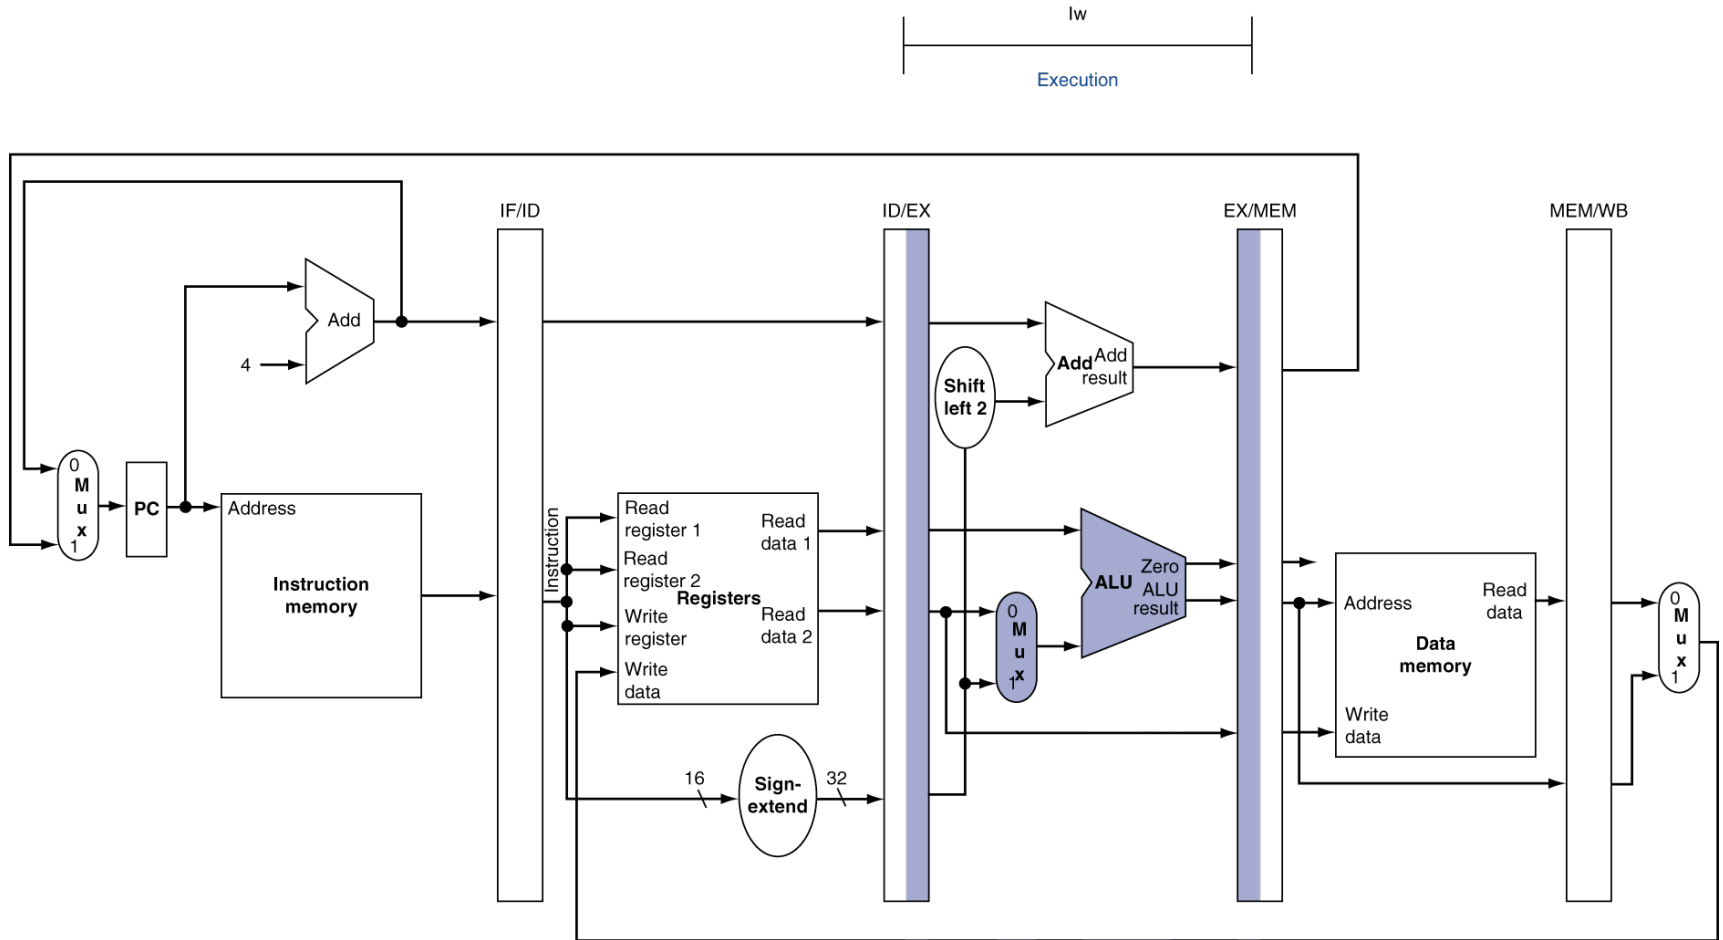 lw
Execution
IF/ID
ID/EX
EX/MEM
MEM/WB
Add
4
Add
Add
result
Shift
left 2
0
M
u
x
1
PC
Address
Instruction
memory
Instruction
Read
register 1
Read
register 2
Registers
Write
register
Write
data
Read
data 1
Read
data 2
16
Sign-
extend
32
0
M
u
x
1
ALU
Zero
ALU
result
Address
Read
data
Data
memory
Write
data
0
M
u
x
1